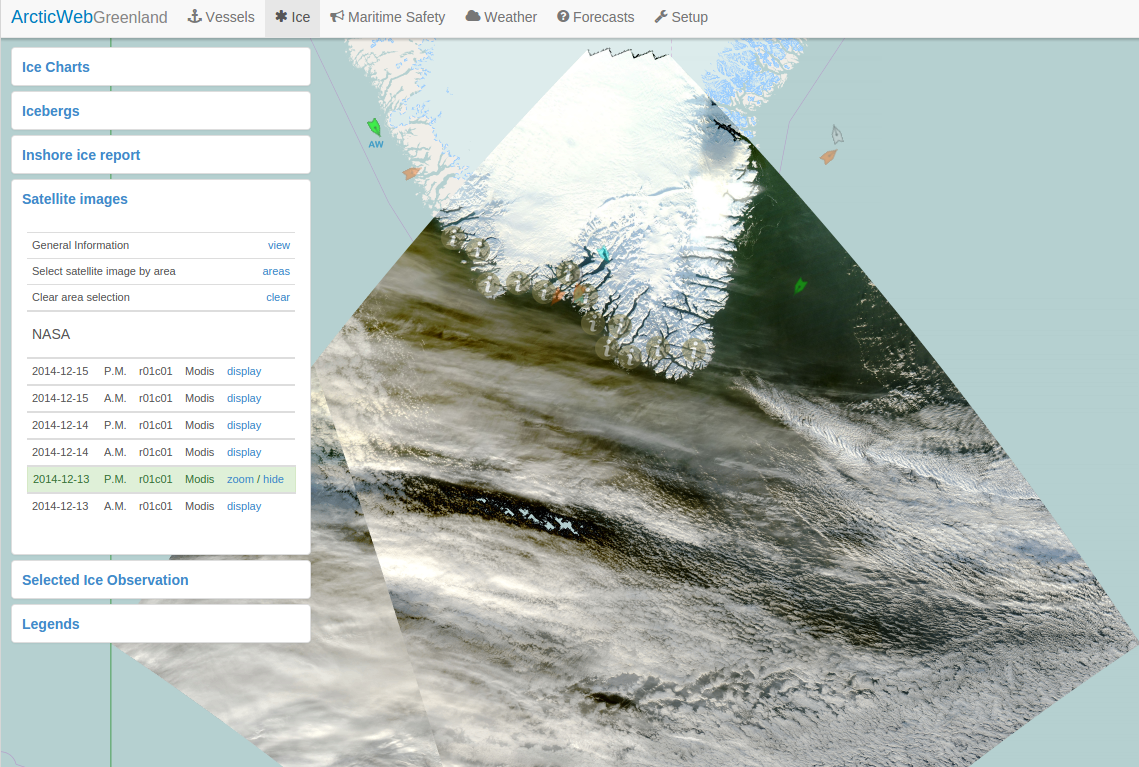 ArcticWebGreenland Vessels Ice Maritime Safety Weather Forecasts Setup
Ice Charts
Icebergs
Inshore ice report
Satellite images
General Information view
Select satellite image by area areas
Clear area selection clear
NASA
2014-12-15 P.M. r01c01 Modis display
2014-12-15 A.M. r01c01 Modis display
2014-12-14 P.M. r01c01 Modis display
2014-12-14 A.M. r01c01 Modis display
2014-12-13 P.M. r01c01 Modis zoom / hide
2014-12-13 A.M. r01c01 Modis display
Selected Ice Observation
Legends
AW